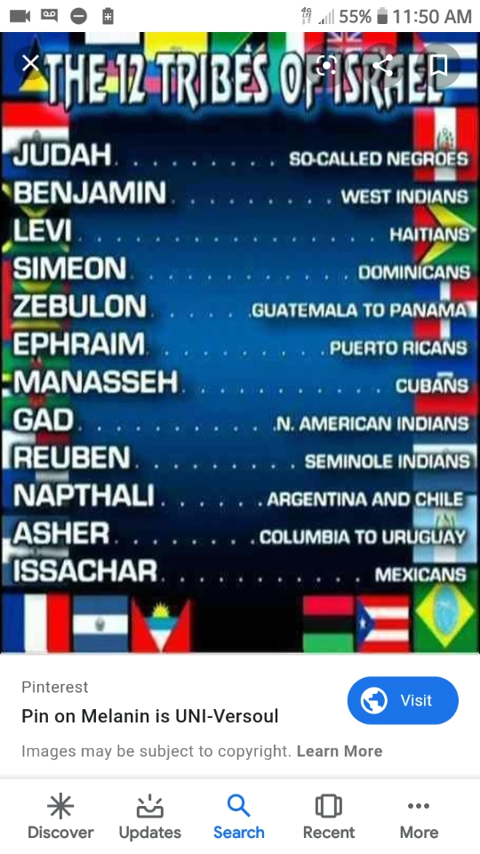 55% 11:50 AM
THE 12 TRIBES OF ISRAEL
JUDAH. . . . . . . . . SO-CALLED NEGROES
BENJAMIN. . . . . . . . . WEST INDIANS
LEVI . . . . . . . . . . . . . . HAITIANS
SIMEON. . . . . . . . . . . DOMINICANS
ZEBULON. . . . . .GUATEMALA TO PANAMA
EPHRAIM. . . . . . . . . .PUERTO RICANS
MANASSEH. . . . . . . . . . . CUBANS
GAD. . . . . . . . . . .N. AMERICAN INDIANS
REUBEN. . . . . . . . . SEMINOLE INDIANS
NAPTHALI . . . . . . ARGENTINA AND CHILE
ASHER. . . . . . . . COLUMBIA TO URUGUAY
ISSACHAR. . . . . . . . . . . MEXICANS
Pinterest
Pin on Melanin is UNI-Versoul
Visit
Images may be subject to copyright. Learn More
Discover Updates Search Recent More